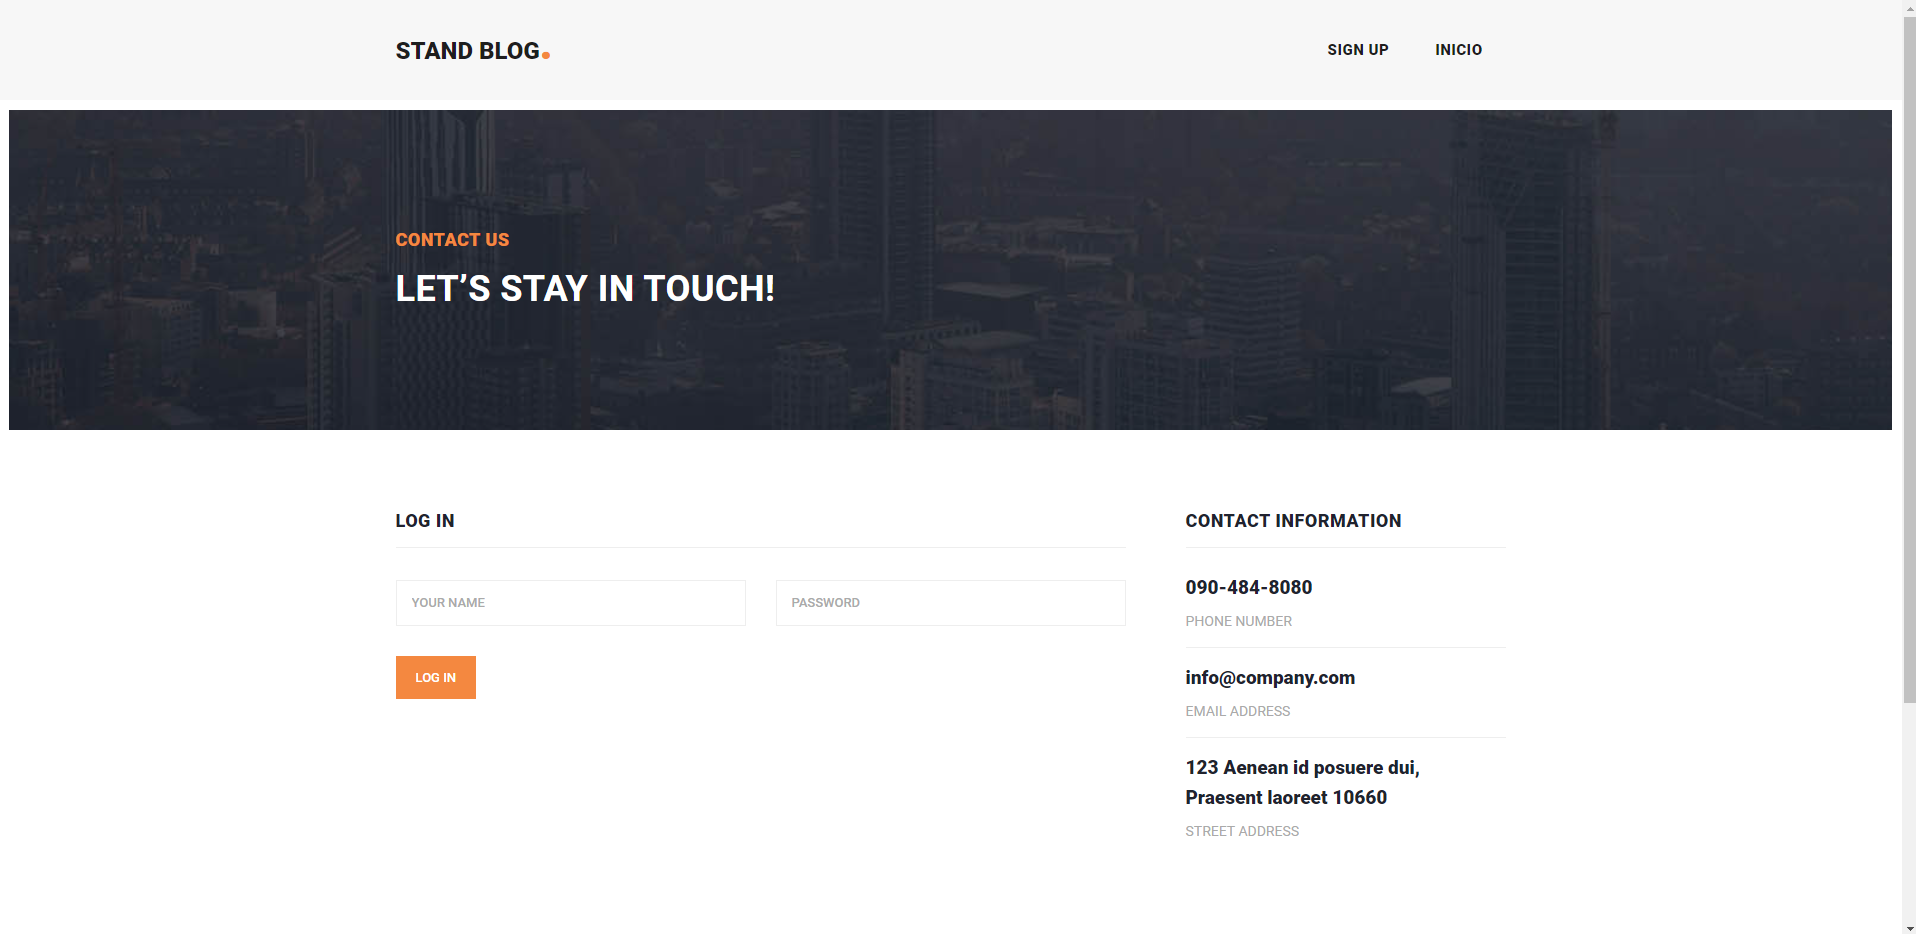 STAND BLOG.
SIGN UP
INICIO
CONTACT US
LET’S STAY IN TOUCH!
LOG IN
YOUR NAME
PASSWORD
LOG IN
CONTACT INFORMATION
090-484-8080
PHONE NUMBER
info@company.com
EMAIL ADDRESS
123 Aenean id posuere dui,
Praesent laoreet 10660
STREET ADDRESS